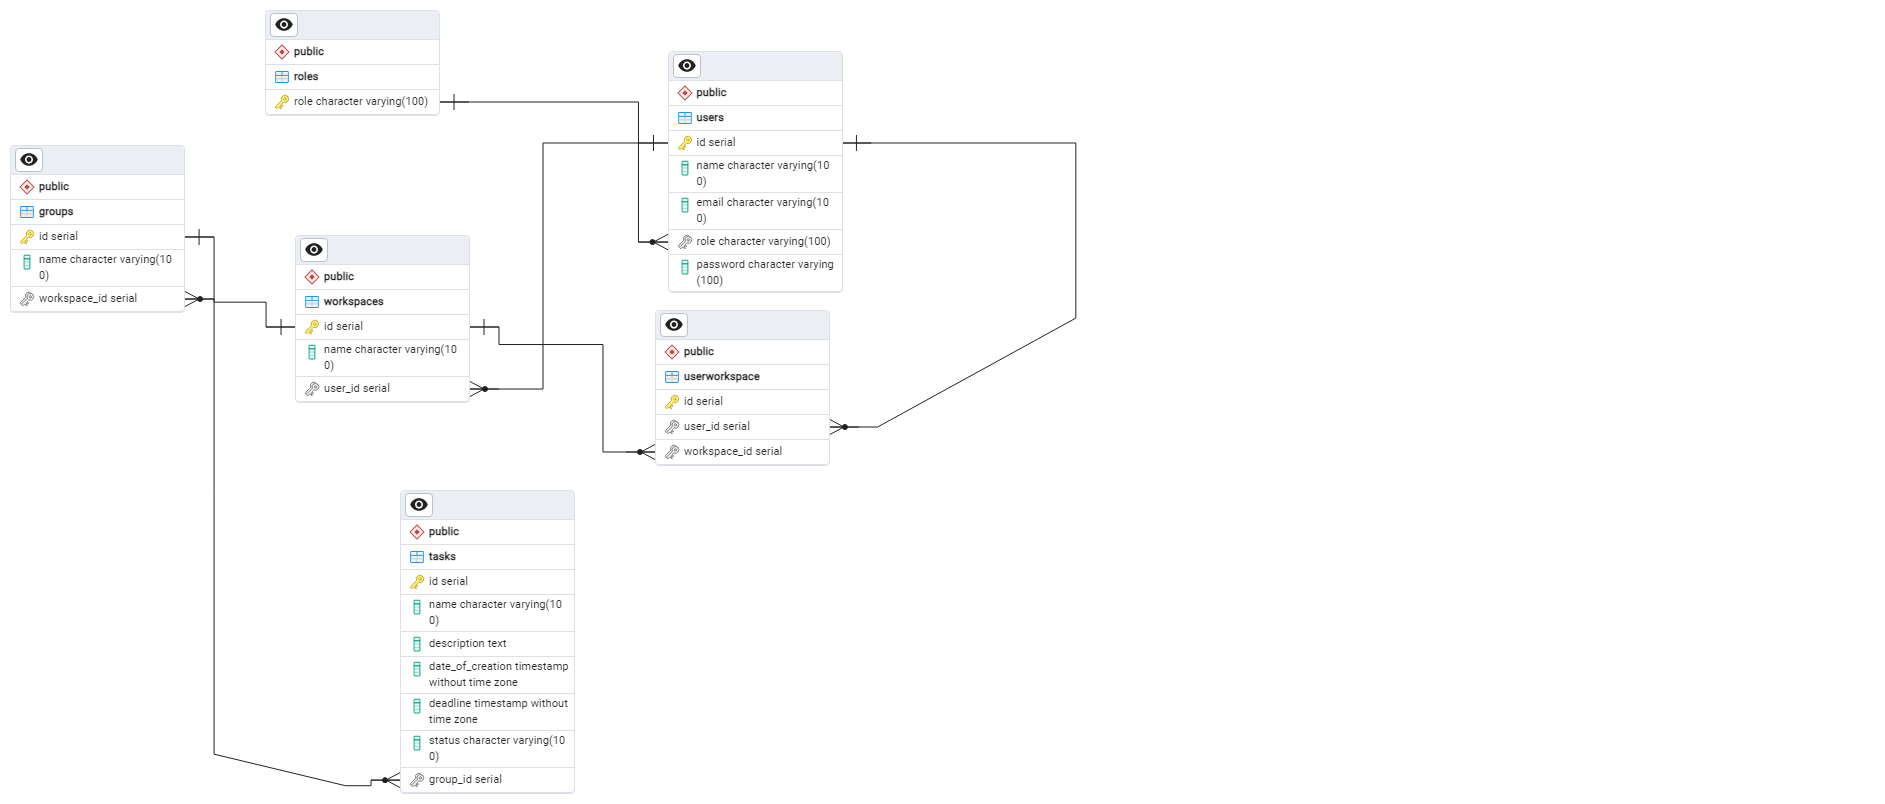 public
roles
role character varying(100)
public
users
id serial
name character varying(10
0)
email character varying(10
0)
role character varying(100)
password character varying
(100)
public
groups
id serial
name character varying(10
0)
workspace_id serial
public
workspaces
id serial
name character varying(10
0)
user_id serial
public
userworkspace
id serial
user_id serial
workspace_id serial
public
tasks
id serial
name character varying(10
0)
description text
date_of_creation timestamp
without time zone
deadline timestamp without
time zone
status character varying(10
0)
group_id serial